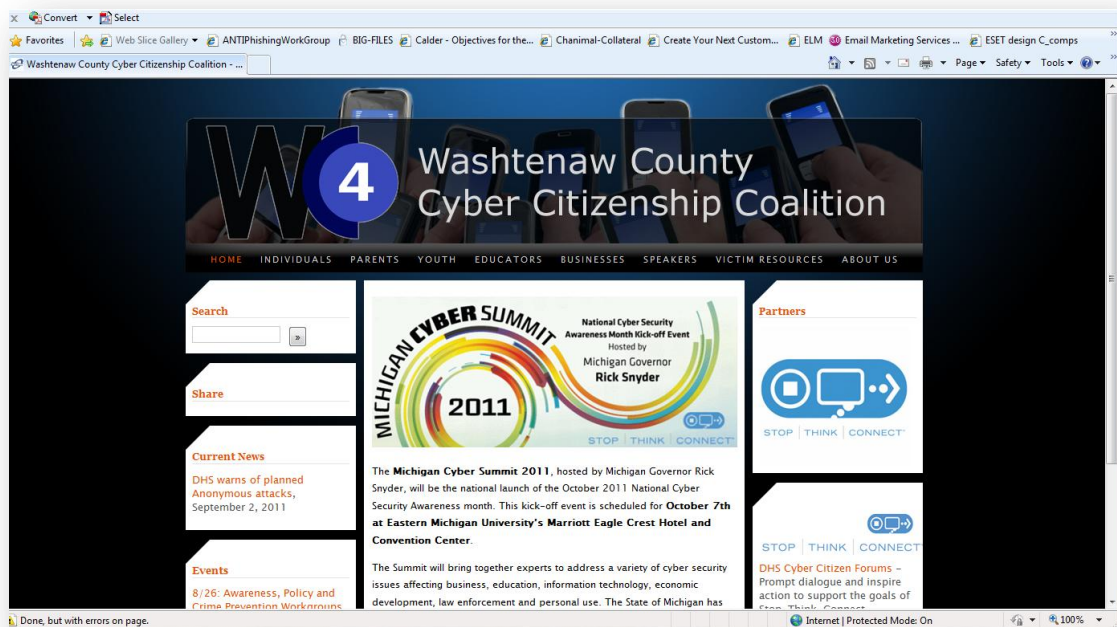 x Convert Select
Favorites Web Slice Gallery ANTIPhishingWorkGroup BIG-FILES Calder - Objectives for the... Chanimal-Collateral Create Your Next Custom... ELM Email Marketing Services ... ESET design C_comps
Washtenaw County Cyber Citizenship Coalition - ... Page Safety Tools
WC4
Washtenaw County
Cyber Citizenship Coalition
HOME INDIVIDUALS PARENTS YOUTH EDUCATORS BUSINESSES SPEAKERS VICTIM RESOURCES ABOUT US
Search
»
Share
Current News
DHS warns of planned
Anonymous attacks,
September 2, 2011
Events
8/26: Awareness, Policy and
Crime Prevention Workgroups
MICHIGAN CYBER SUMMIT
2011
National Cyber Security
Awareness Month Kick-off Event
Hosted by
Michigan Governor
Rick Snyder
STOP | THINK | CONNECT™
The Michigan Cyber Summit 2011, hosted by Michigan Governor Rick
Snyder, will be the national launch of the October 2011 National Cyber
Security Awareness month. This kick-off event is scheduled for October 7th
at Eastern Michigan University's Marriott Eagle Crest Hotel and
Convention Center.
The Summit will bring together experts to address a variety of cyber security
issues affecting business, education, information technology, economic
development, law enforcement and personal use. The State of Michigan has
Partners
STOP | THINK | CONNECT™
STOP | THINK | CONNECT
DHS Cyber Citizen Forums –
Prompt dialogue and inspire
action to support the goals of
Stop. Think. Connect.
Done, but with errors on page. Internet | Protected Mode: On 100%